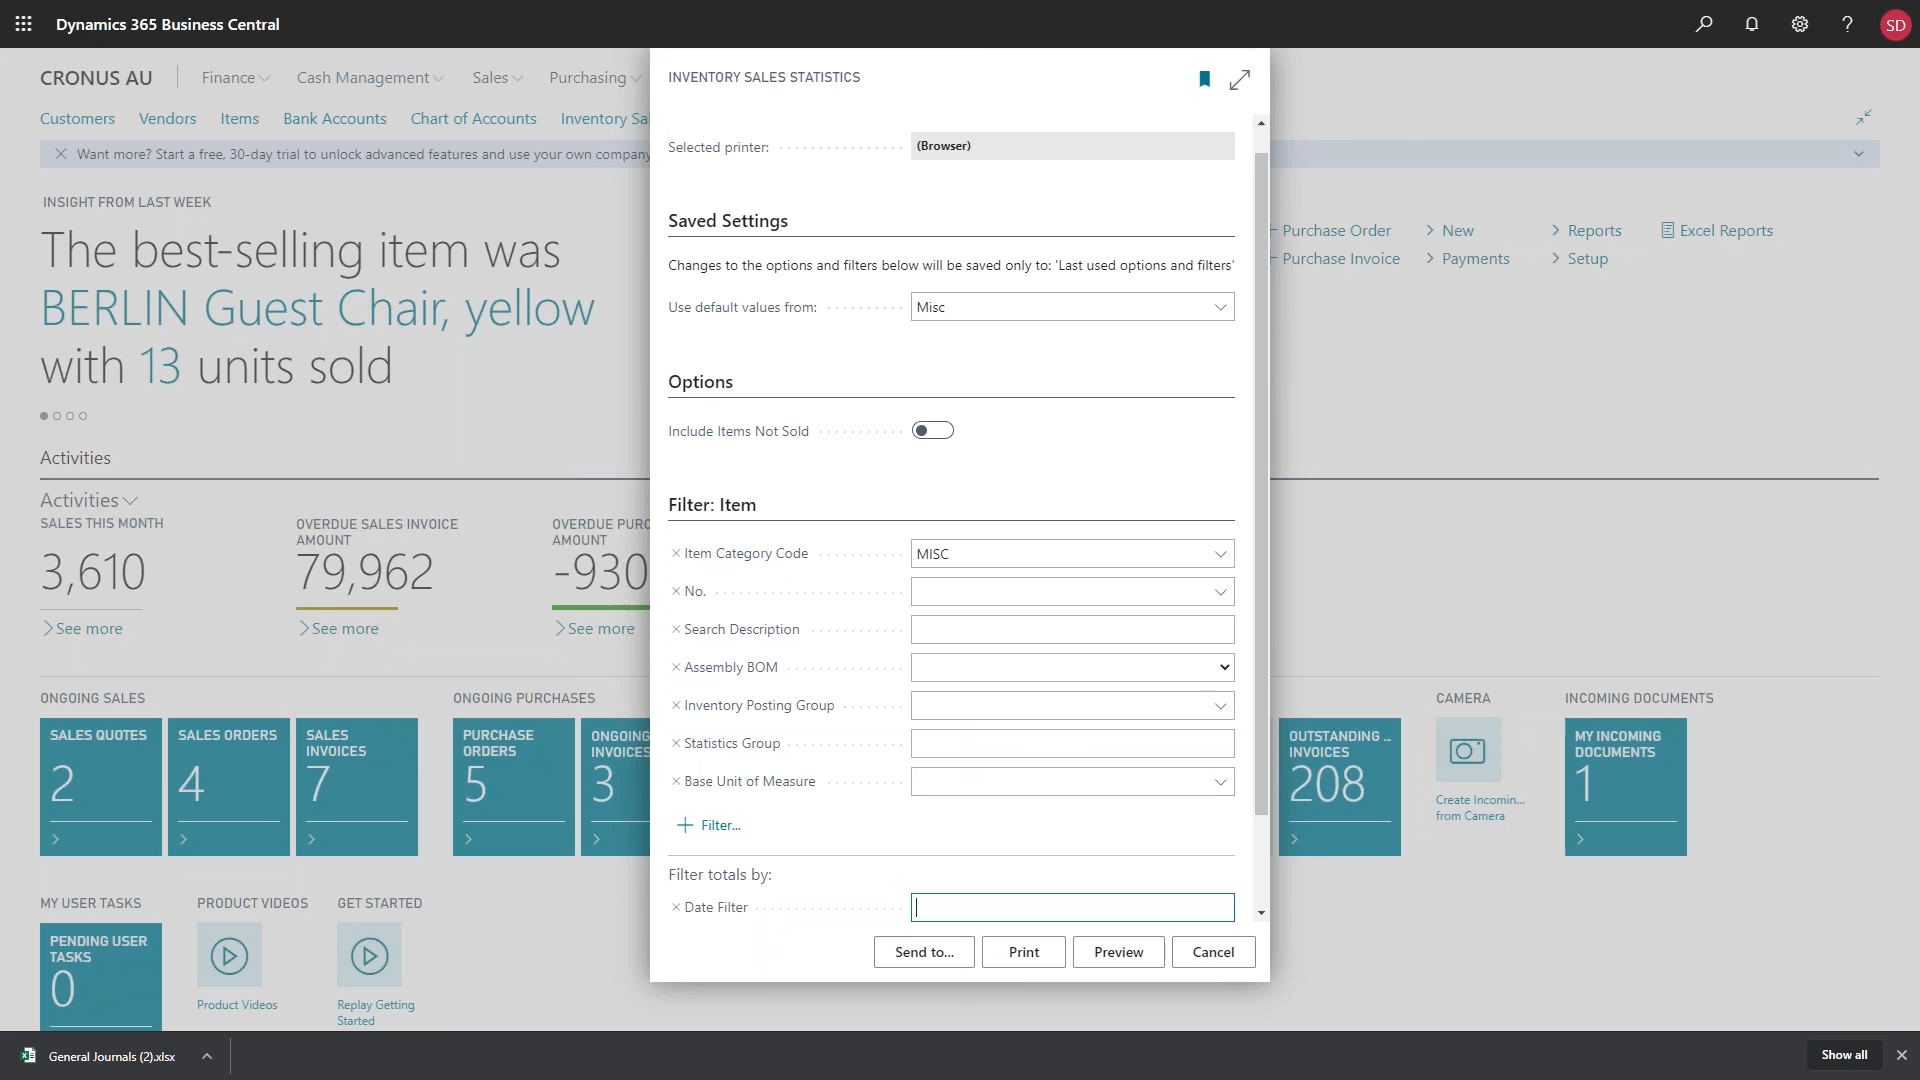 Dynamics 365 Business Central
SD
CRONUS AU
Finance
Cash Management
Sales
Purchasing
Customers
Vendors
Items
Bank Accounts
Chart of Accounts
Inventory Sa
Want more? Start a free, 30-day trial to unlock advanced features and use your own company
INSIGHT FROM LAST WEEK
The best-selling item was
BERLIN Guest Chair, yellow
with 13 units sold
Purchase Order
New
Reports
Excel Reports
Purchase Invoice
Payments
Setup
Activities
Activities
SALES THIS MONTH
3,610
See more
OVERDUE SALES INVOICE
AMOUNT
79,962
See more
OVERDUE PURC
AMOUNT
-930
See more
ONGOING SALES
SALES QUOTES
2
SALES ORDERS
4
SALES
INVOICES
7
ONGOING PURCHASES
PURCHASE
ORDERS
5
ONGOING
INVOICES
3
OUTSTANDING ...
INVOICES
208
CAMERA
Create Incomin...
from Camera
INCOMING DOCUMENTS
MY INCOMING
DOCUMENTS
1
MY USER TASKS
PENDING USER
TASKS
0
PRODUCT VIDEOS
Product Videos
GET STARTED
Replay Getting
Started
INVENTORY SALES STATISTICS
Selected printer:
(Browser)
Saved Settings
Changes to the options and filters below will be saved only to: 'Last used options and filters'
Use default values from:
Misc
Options
Include Items Not Sold
Filter: Item
Item Category Code
MISC
No.
Search Description
Assembly BOM
Inventory Posting Group
Statistics Group
Base Unit of Measure
Filter...
Filter totals by:
Date Filter
Send to...
Print
Preview
Cancel
General Journals (2).xlsx
Show all